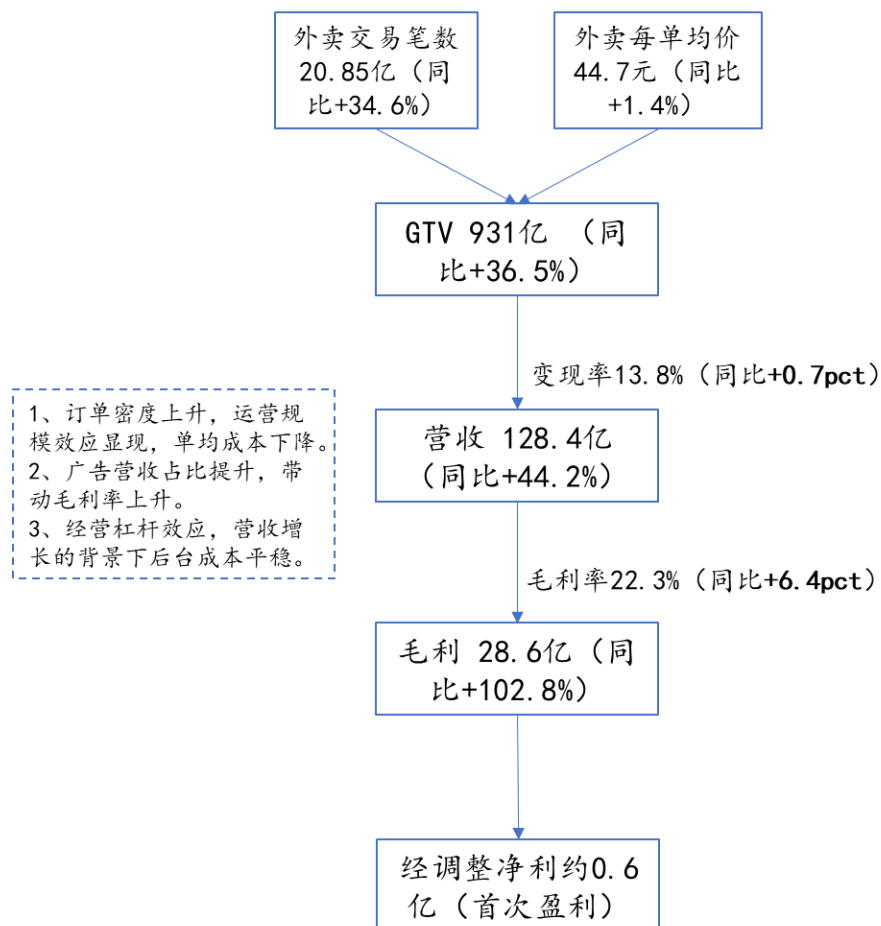 外卖交易笔数
20.85亿（同
比+34.6%）
外卖每单均价
44.7元（同比
+1.4%）
GTV 931亿 （同
比+36.5%）
变现率13.8%（同比+0.7pct）
1、订单密度上升，运营规
模效应显现，单均成本下降。
2、广告营收占比提升，带
动毛利率上升。
3、经营杠杆效应，营收增
长的背景下后台成本平稳。
营收 128.4亿
（同比+44.2%）
毛利率22.3%（同比+6.4pct）
毛利 28.6亿（同
比+102.8%）
经调整净利约0.6
亿（首次盈利）